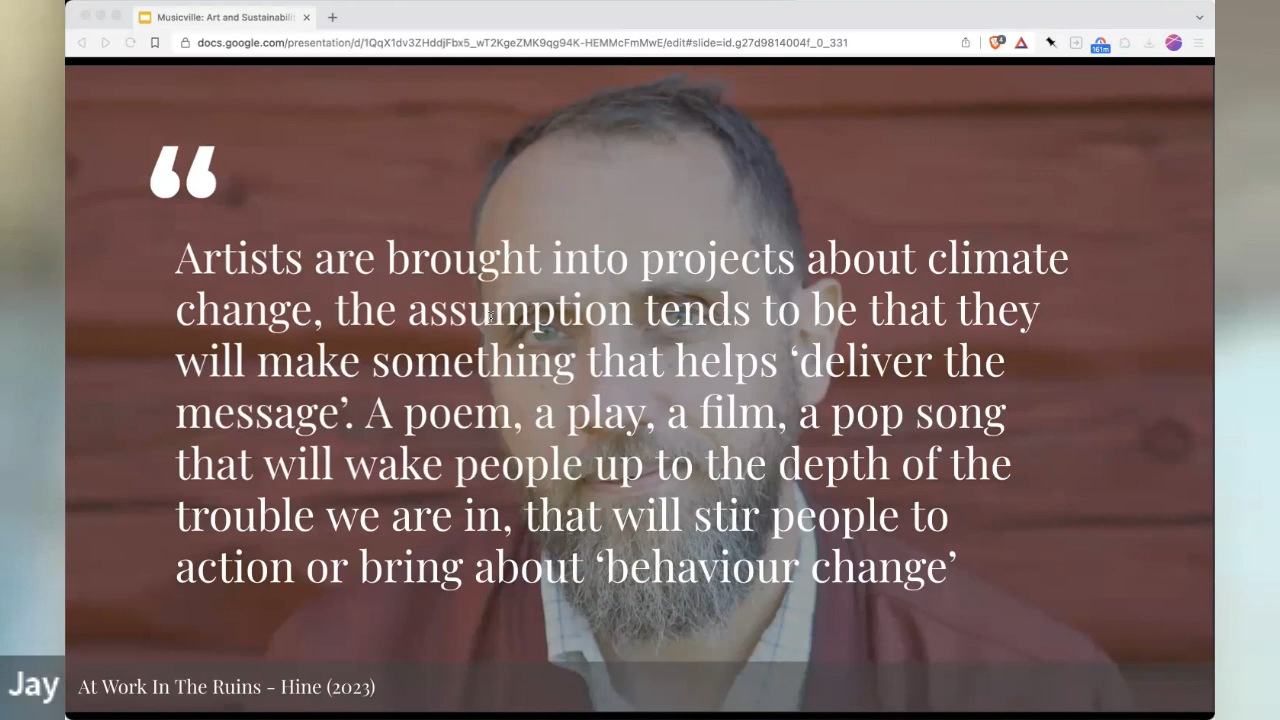 Musicville: Art and Sustainabili
docs.google.com/presentation/d/1QqX1dv3ZHddjFbx5_wT2KgeZMK9qg94K-HEMMcFmMwE/edit#slide=id.g27d9814004f_0_331
4
161m
“
Artists are brought into projects about climate
change, the assumption tends to be that they
will make something that helps ‘deliver the
message’. A poem, a play, a film, a pop song
that will wake people up to the depth of the
trouble we are in, that will stir people to
action or bring about ‘behaviour change’
Jay
At Work In The Ruins - Hine (2023)